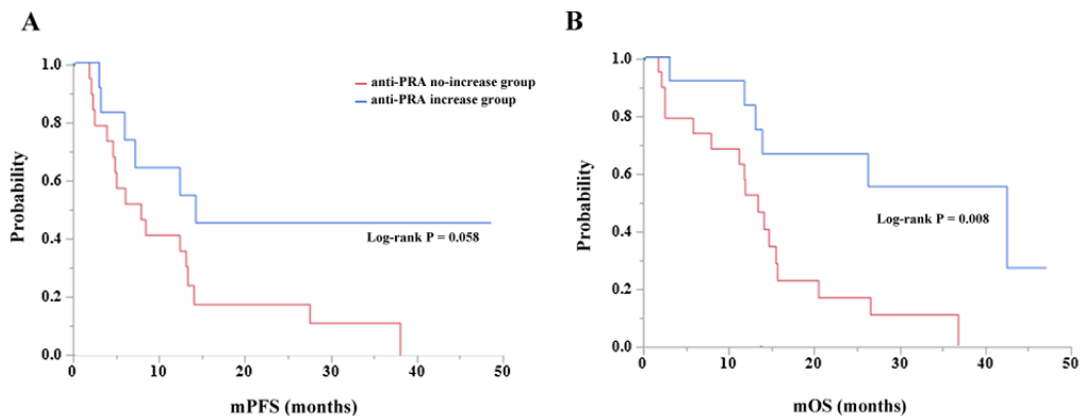 A
Probability
1.0
0.8
0.6
0.4
0.2
0.0
anti-PRA no-increase group
anti-PRA increase group
Log-rank P = 0.058
0 10 20 30 40 50
mPFS (months)
B
Probability
1.0
0.8
0.6
0.4
0.2
0.0
Log-rank P = 0.008
0 10 20 30 40 50
mOS (months)